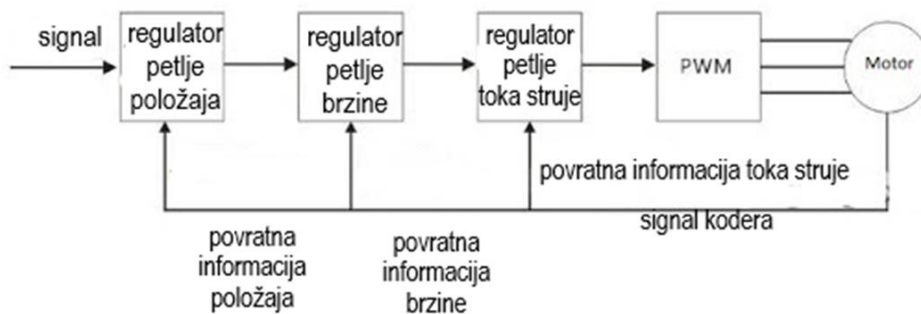 signal
regulator
petlje
položaja
regulator
petlje
brzine
regulator
petlje
toka struje
PWM
Motor
povratna informacija toka struje
signal kodera
povratna
informacija
položaja
povratna
informacija
brzine